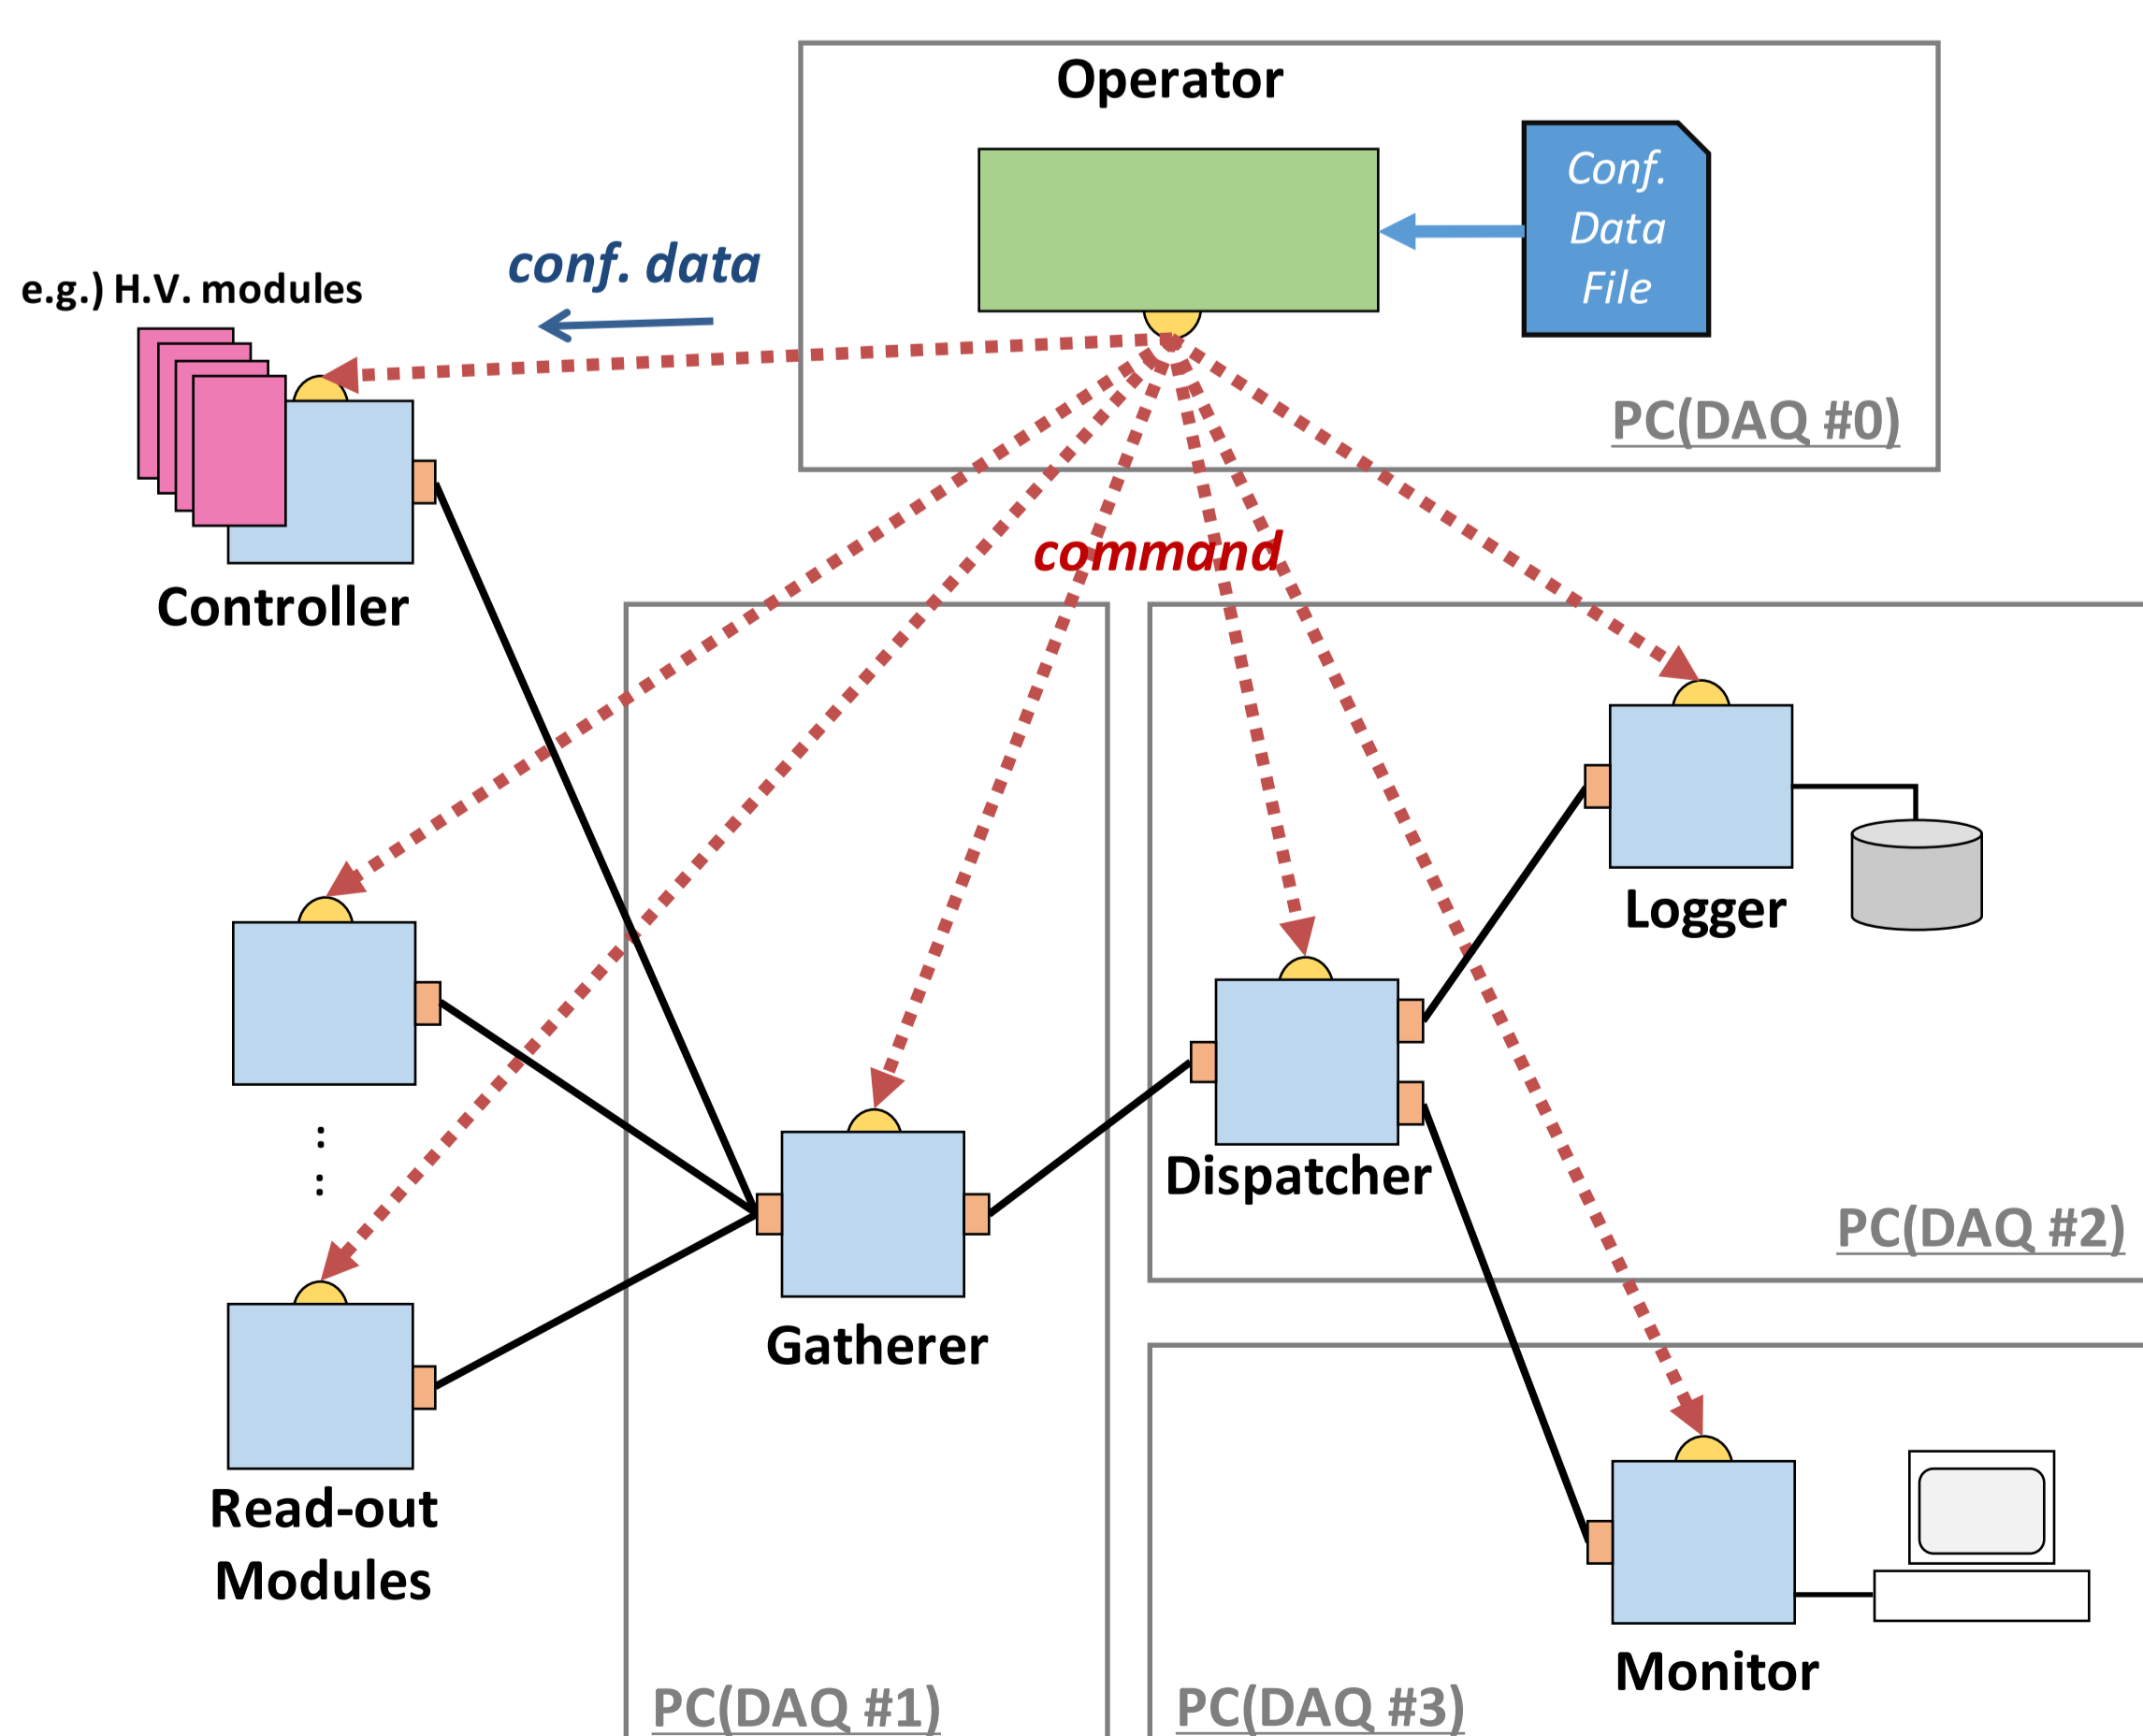 Operator
Conf.
Data
File
conf. data
e.g.) H.V. modules
PC(DAQ #0)
command
Controller
Logger
Dispatcher
PC(DAQ #2)
Gatherer
Read-out
Modules
Monitor
PC(DAQ #1)
PC(DAQ #3)